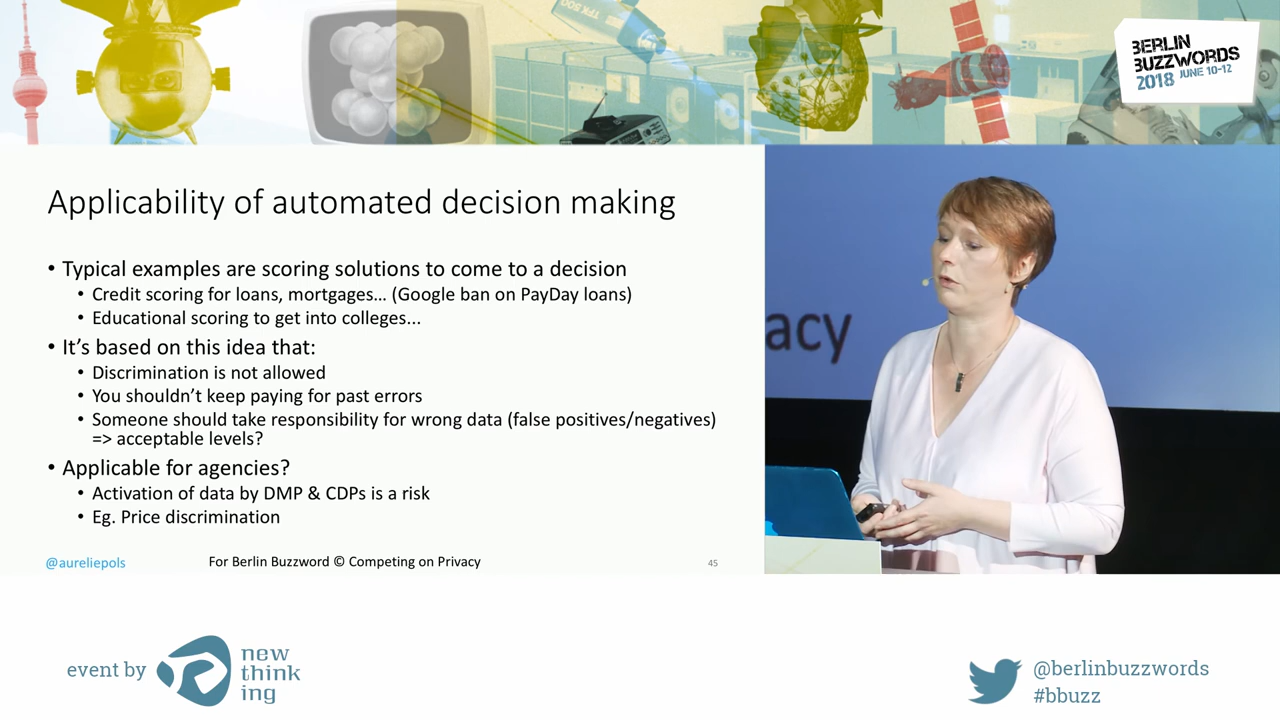 BERLIN
BUZZWORDS
2018 JUNE 10-12
TFK 500
Applicability of automated decision making
• Typical examples are scoring solutions to come to a decision
• Credit scoring for loans, mortgages... (Google ban on PayDay loans)
• Educational scoring to get into colleges...
• It's based on this idea that:
• Discrimination is not allowed
• You shouldn't keep paying for past errors
• Someone should take responsibility for wrong data (false positives/negatives)
=> acceptable levels?
• Applicable for agencies?
• Activation of data by DMP & CDPs is a risk
• Eg. Price discrimination
@aureliepols
For Berlin Buzzword © Competing on Privacy
45
acy
event by
new
think
ing
@berlinbuzzwords
#bbuzz